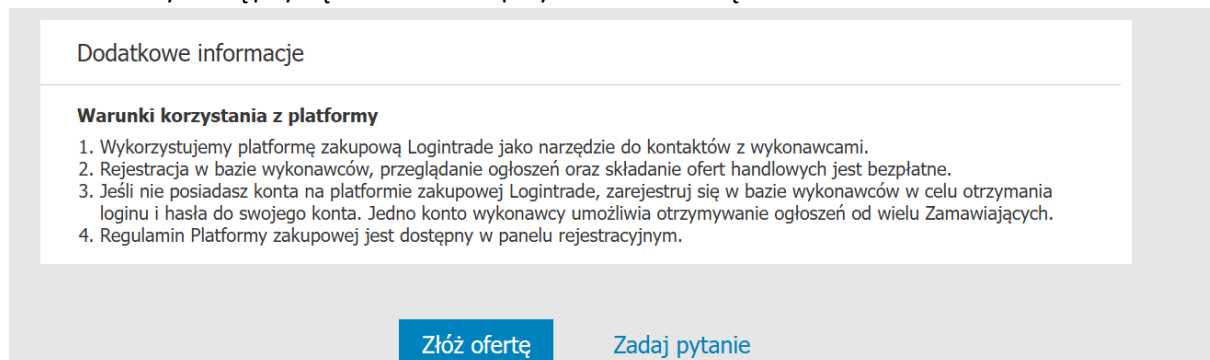 Dodatkowe informacje
Warunki korzystania z platformy
1. Wykorzystujemy platformę zakupową Logintrade jako narzędzie do kontaktów z wykonawcami.
2. Rejestracja w bazie wykonawców, przeglądanie ogłoszeń oraz składanie ofert handlowych jest bezpłatne.
3. Jeśli nie posiadasz konta na platformie zakupowej Logintrade, zarejestruj się w bazie wykonawców w celu otrzymania
loginu i hasła do swojego konta. Jedno konto wykonawcy umożliwia otrzymywanie ogłoszeń od wielu Zamawiających.
4. Regulamin Platformy zakupowej jest dostępny w panelu rejestracyjnym.
Złóż ofertę Zadaj pytanie